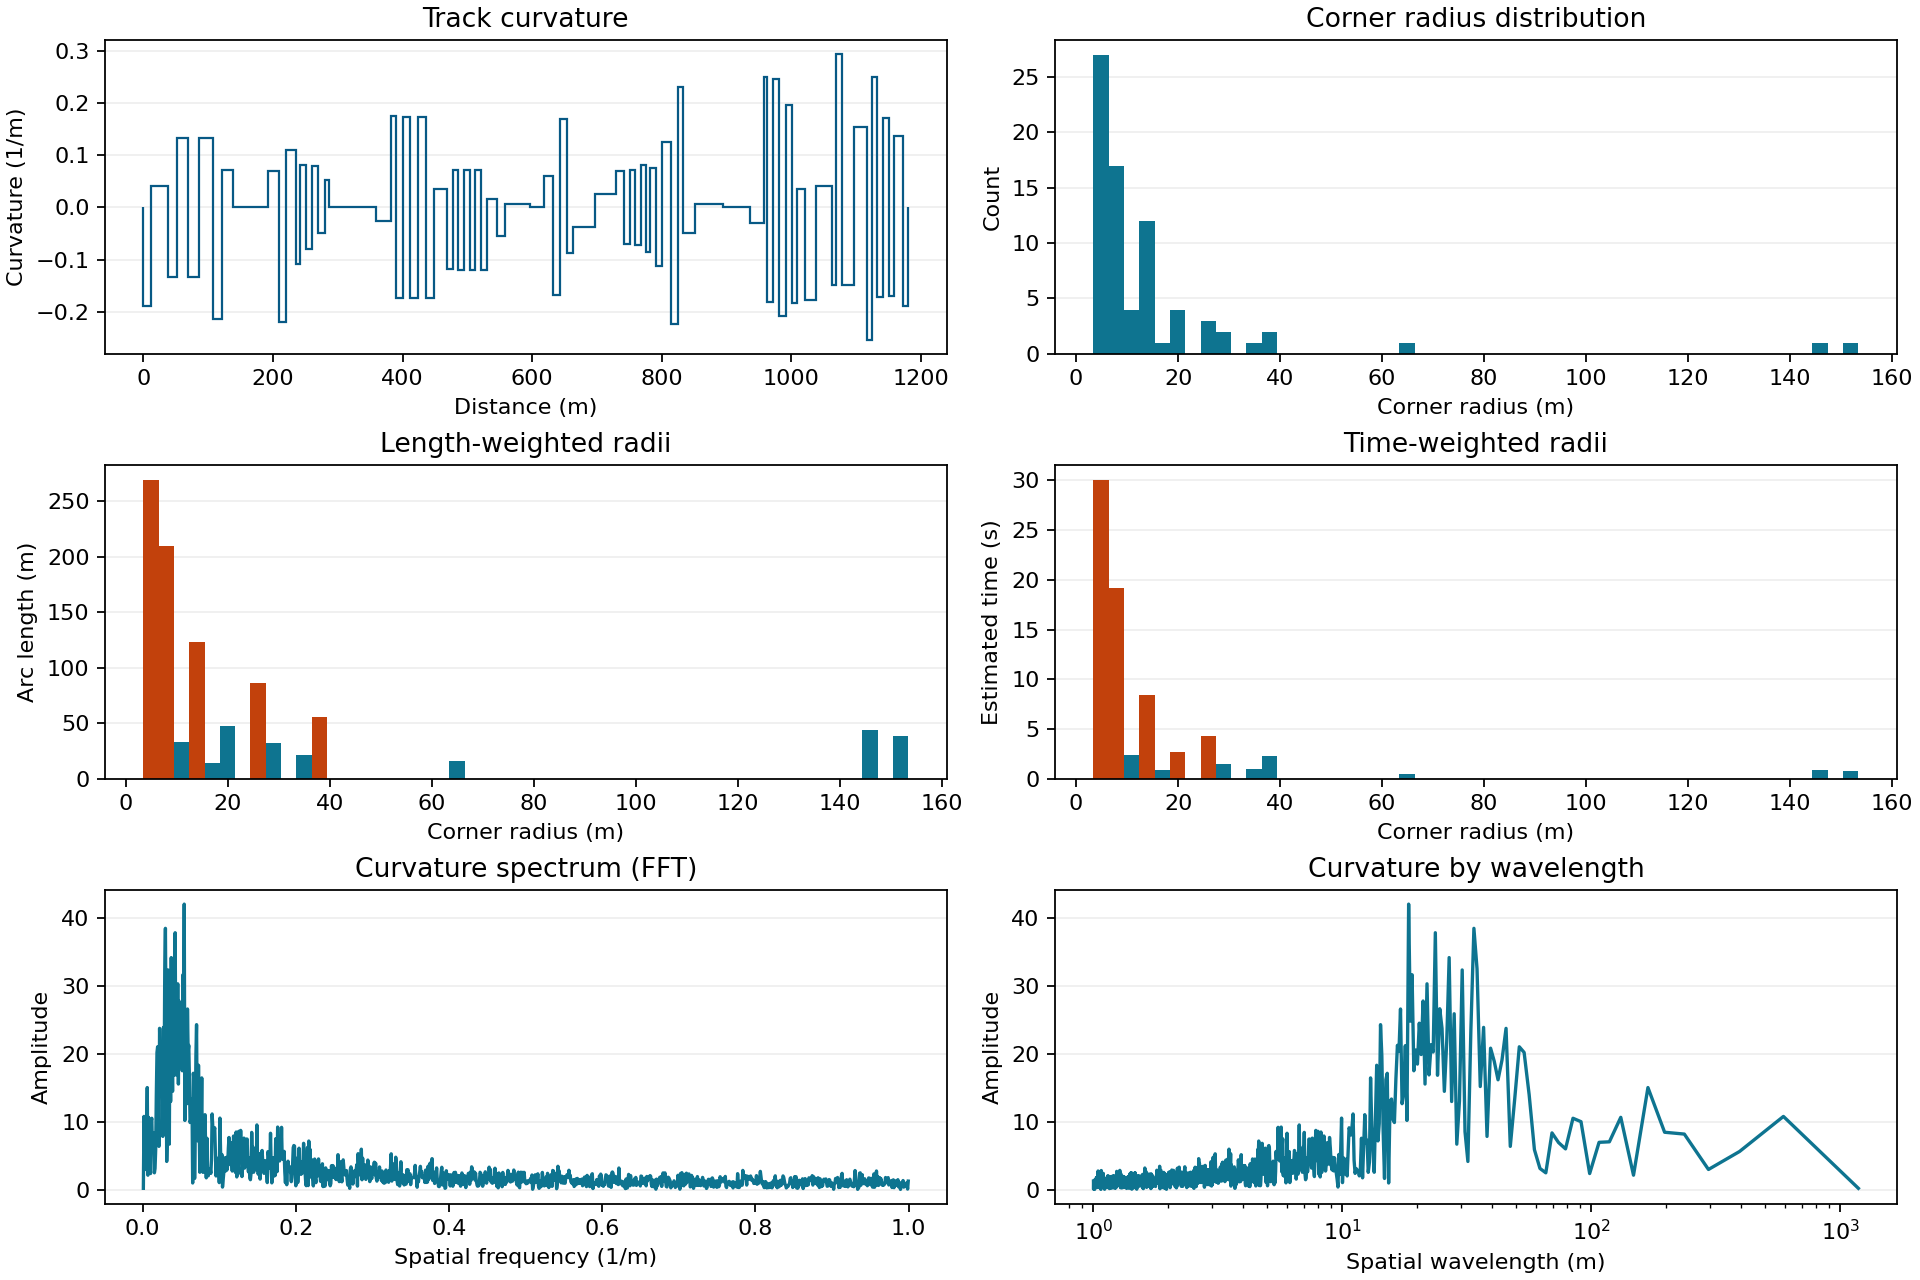 Track curvature
0.3
0.2
0.1
0.0
−0.1
−0.2
Curvature (1/m)
0 200 400 600 800 1000 1200
Distance (m)
Corner radius distribution
25
20
15
10
5
0
Count
0 20 40 60 80 100 120 140 160
Corner radius (m)
Length-weighted radii
250
200
150
100
50
0
Arc length (m)
0 20 40 60 80 100 120 140 160
Corner radius (m)
Time-weighted radii
30
25
20
15
10
5
0
Estimated time (s)
0 20 40 60 80 100 120 140 160
Corner radius (m)
Curvature spectrum (FFT)
40
30
20
10
0
Amplitude
0.0 0.2 0.4 0.6 0.8 1.0
Spatial frequency (1/m)
Curvature by wavelength
40
30
20
10
0
Amplitude
10⁰ 10¹ 10² 10³
Spatial wavelength (m)